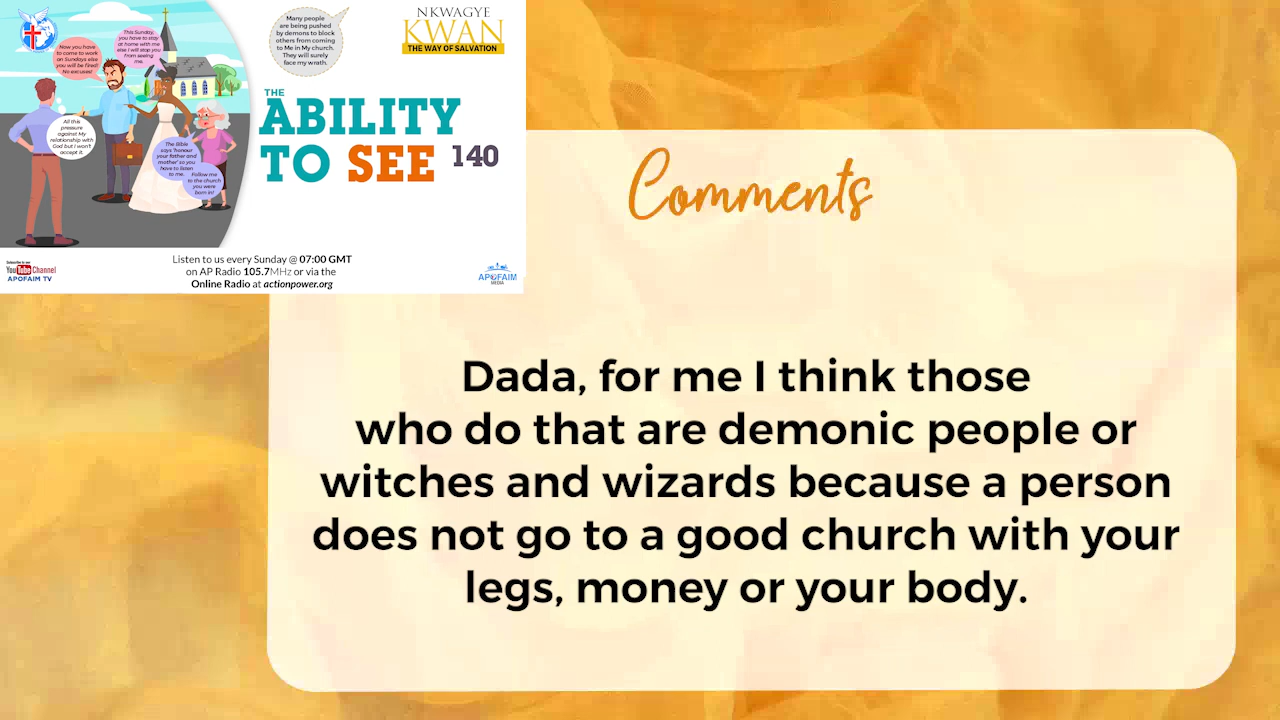 Now you have
to come to work
on Sundays else
you will be fired!
No excuses!
This Sunday,
you have to stay
at home with me
else I will stop you
from seeing
me.
All this
pressure
against My
relationship with
God but I won't
accept it.
The Bible
says 'honour
your father and
mother' so you
have to listen
to me.
Follow me
to the church
you were
born in!
Many people
are being pushed
by demons to block
others from coming
to Me in My church.
They will surely
face my wrath.
NKWAGYE
KWAN
THE WAY OF SALVATION
THE
ABILITY
TO SEE 140
Listen to us every Sunday @ 07:00 GMT
on AP Radio 105.7MHz or via the
Online Radio at actionpower.org
Subscribe to our
YouTube Channel
APOFAIM TV
APOFAIM
MEDIA
Comments
Dada, for me I think those
who do that are demonic people or
witches and wizards because a person
does not go to a good church with your
legs, money or your body.